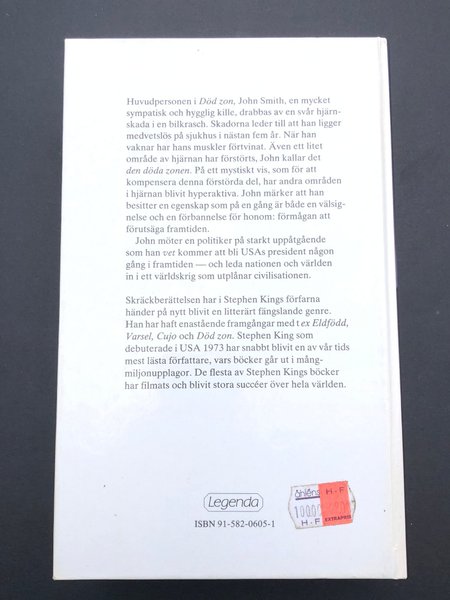 Huvudpersonen i Död zon, John Smith, en mycket
sympatisk och hygglig kille, drabbas av en svår hjärn-
skada i en bilkrasch. Skadorna leder till att han ligger
medvetslös på sjukhus i nästan fem år. När han
vaknar har hans muskler förtvinat. Även ett litet
område av hjärnan har förstörts, John kallar det
den döda zonen. På ett mystiskt vis, som för att
kompensera denna förstörda del, har andra områden
i hjärnan blivit hyperaktiva. John märker att han
besitter en egenskap som på en gång är både en välsig-
nelse och en förbannelse för honom: förmågan att
förutsäga framtiden.
John möter en politiker på starkt uppåtgående
som han vet kommer att bli USAs president någon
gång i framtiden — och leda nationen och världen
in i ett världskrig som utplånar civilisationen.
Skräckberättelsen har i Stephen Kings förfarna
händer på nytt blivit en litterärt fängslande genre.
Han har haft enastående framgångar med t ex Eldfödd,
Varsel, Cujo och Död zon. Stephen King som
debuterade i USA 1973 har snabbt blivit en av vår tids
mest lästa författare, vars böcker går ut i mång-
miljonupplagor. De flesta av Stephen Kings böcker
har filmats och blivit stora succéer över hela världen.
Legenda
ISBN 91-582-0605-1
åhléns H-F
H-F EXTRAPRIS